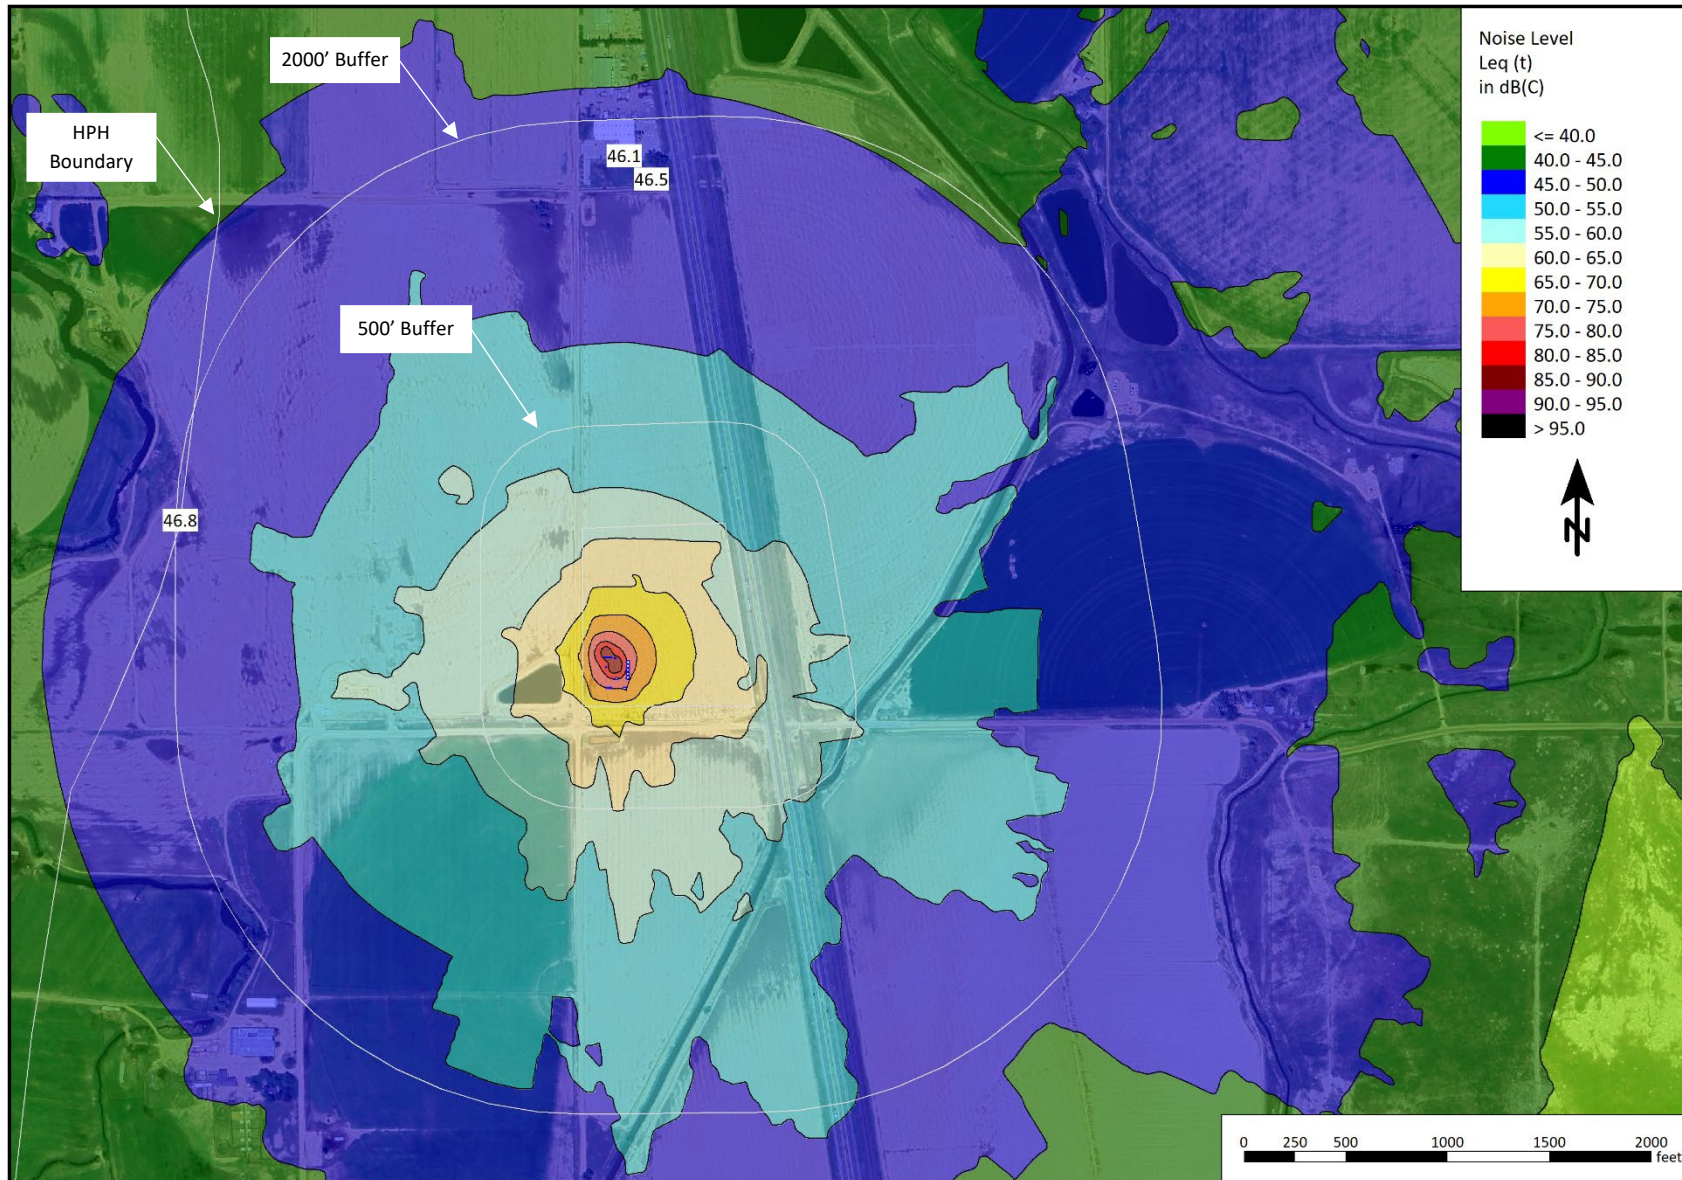 2000’ Buffer
HPH
Boundary
46.1
46.5
500’ Buffer
46.8
Noise Level
Leq (t)
in dB(C)
<= 40.0
40.0 - 45.0
45.0 - 50.0
50.0 - 55.0
55.0 - 60.0
60.0 - 65.0
65.0 - 70.0
70.0 - 75.0
75.0 - 80.0
80.0 - 85.0
85.0 - 90.0
90.0 - 95.0
> 95.0
N
0 250 500 1000 1500 2000
feet